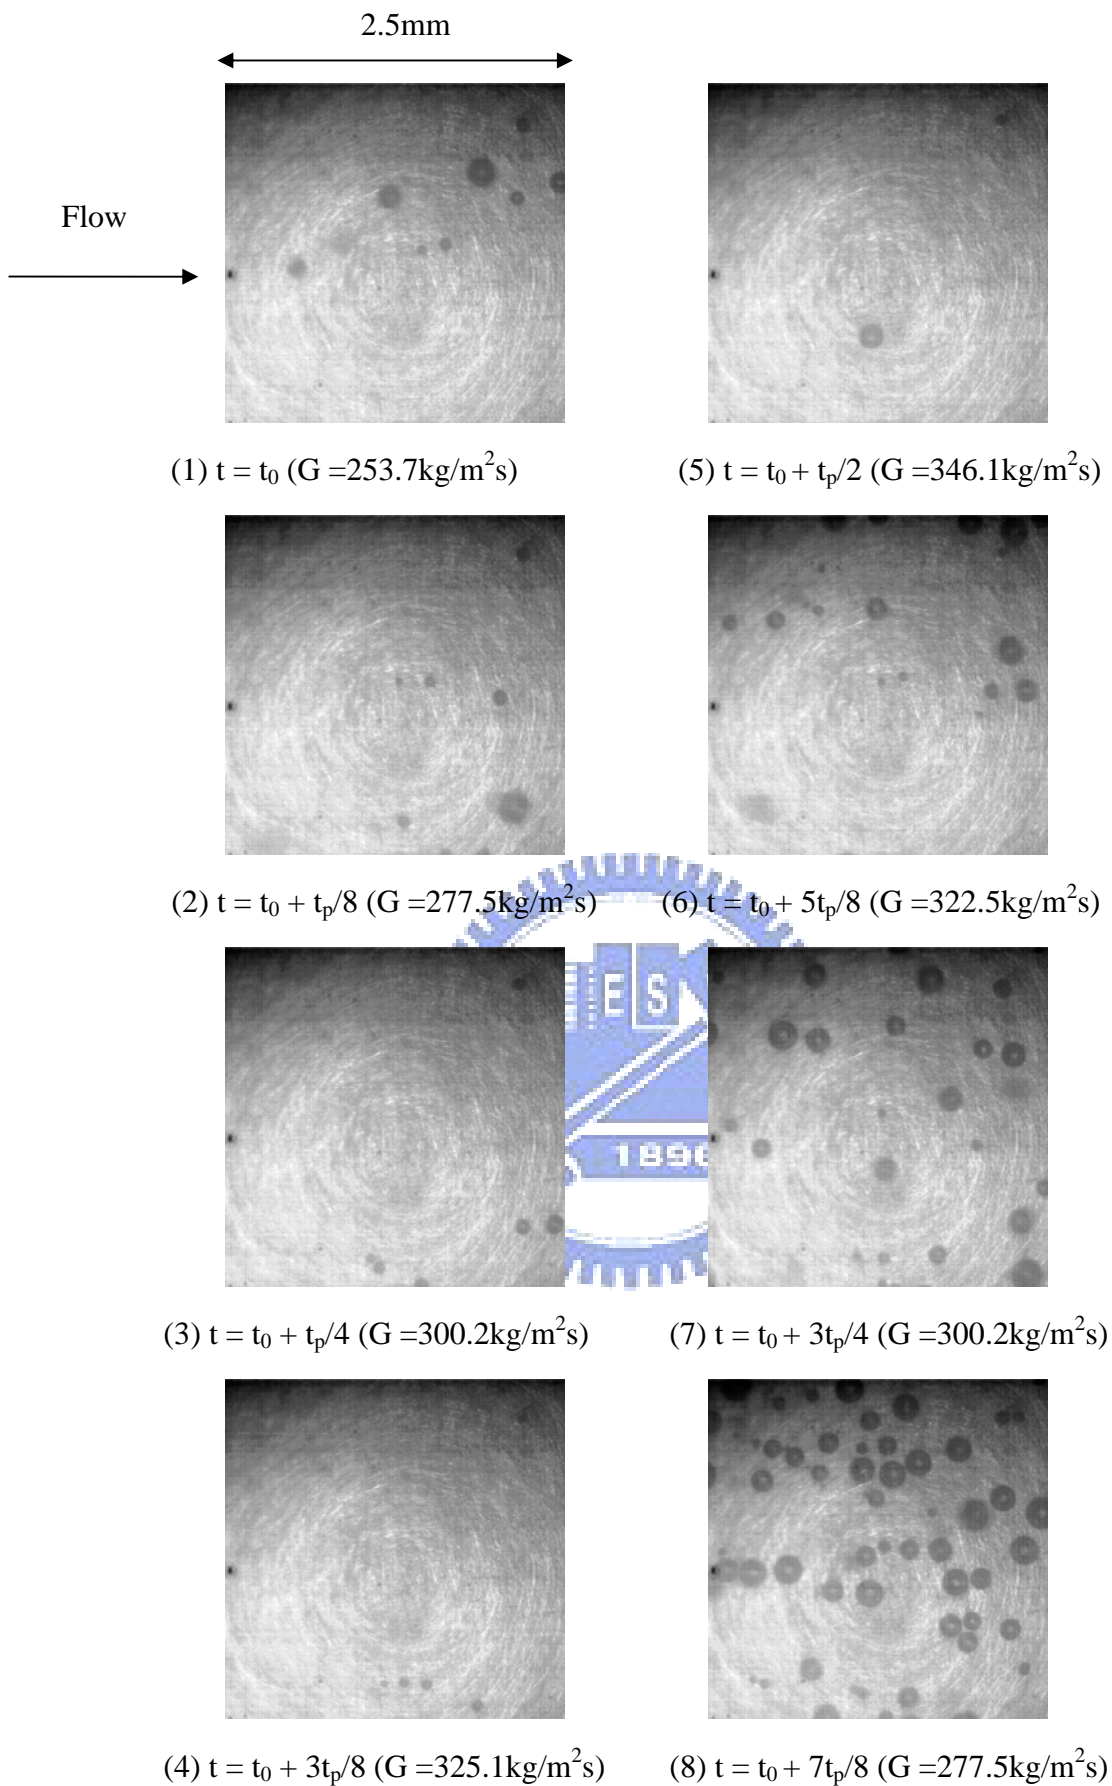 2.5mm
Flow
(1) t = t₀ (G =253.7kg/m²s)
(5) t = t₀ + tₚ/2 (G =346.1kg/m²s)
(2) t = t₀ + tₚ/8 (G =277.5kg/m²s)
(6) t = t₀ + 5tₚ/8 (G =322.5kg/m²s)
E S
1896
(3) t = t₀ + tₚ/4 (G =300.2kg/m²s)
(7) t = t₀ + 3tₚ/4 (G =300.2kg/m²s)
(4) t = t₀ + 3tₚ/8 (G =325.1kg/m²s)
(8) t = t₀ + 7tₚ/8 (G =277.5kg/m²s)